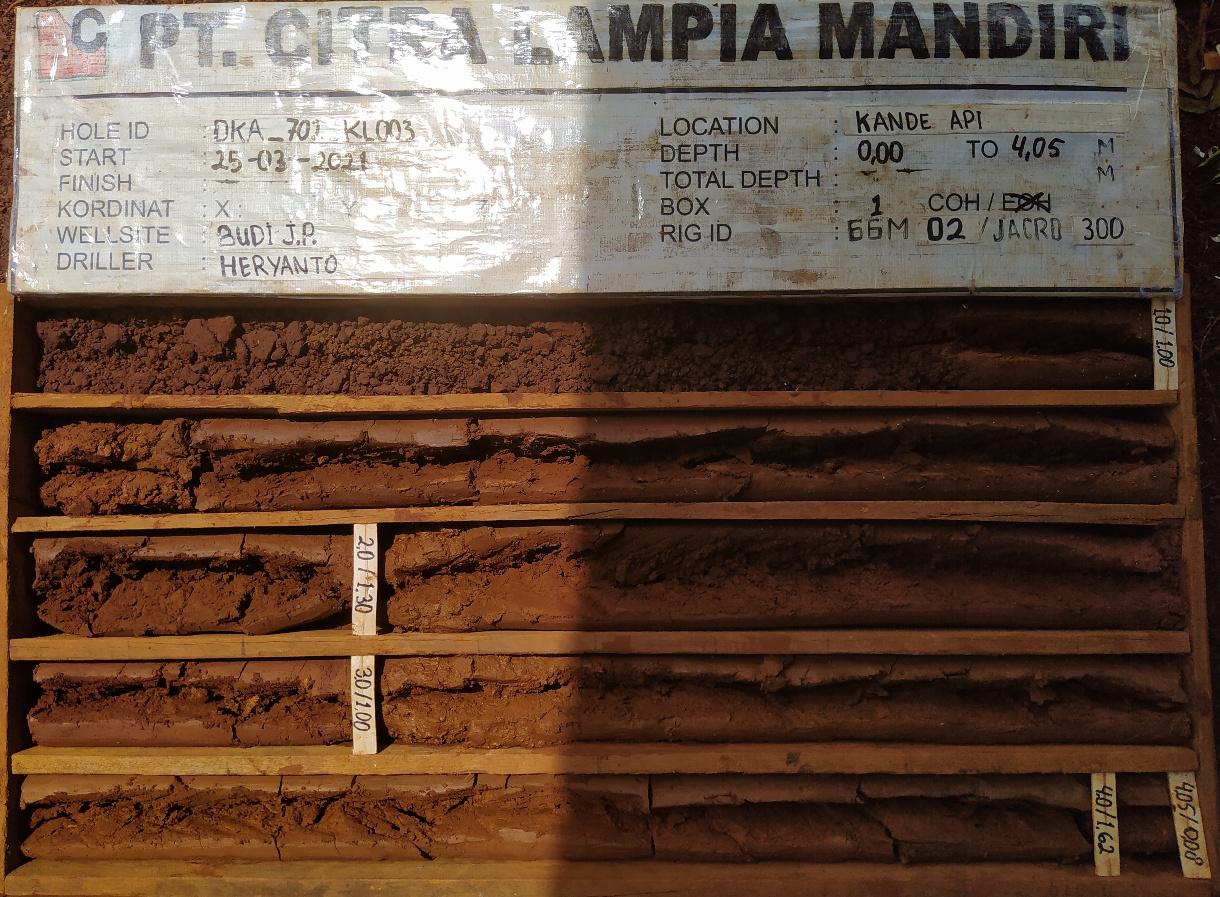 PT. CITRA LAMPIA MANDIRI
HOLE ID : DKA_701_KL003
START : 25-03-2021
FINISH : -
KORDINAT : X : Y Z
WELLSITE : BUDI J.P.
DRILLER : HERYANTO
LOCATION : KANDE API
DEPTH : 0,00 TO 4,05 M
TOTAL DEPTH : - - M
BOX : 1 COH / EOH
RIG ID : GGM 02 / JACRO 300
1.0/1.00
2.0/1.30
3.0/1.00
4.0/1.62
4.05/0.08